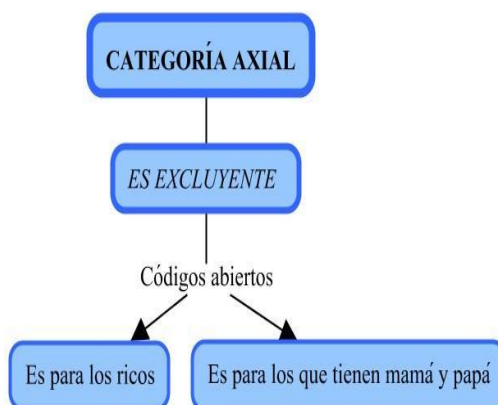 CATEGORÍA AXIAL
ES EXCLUYENTE
Códigos abiertos
Es para los ricos
Es para los que tienen mamá y papá